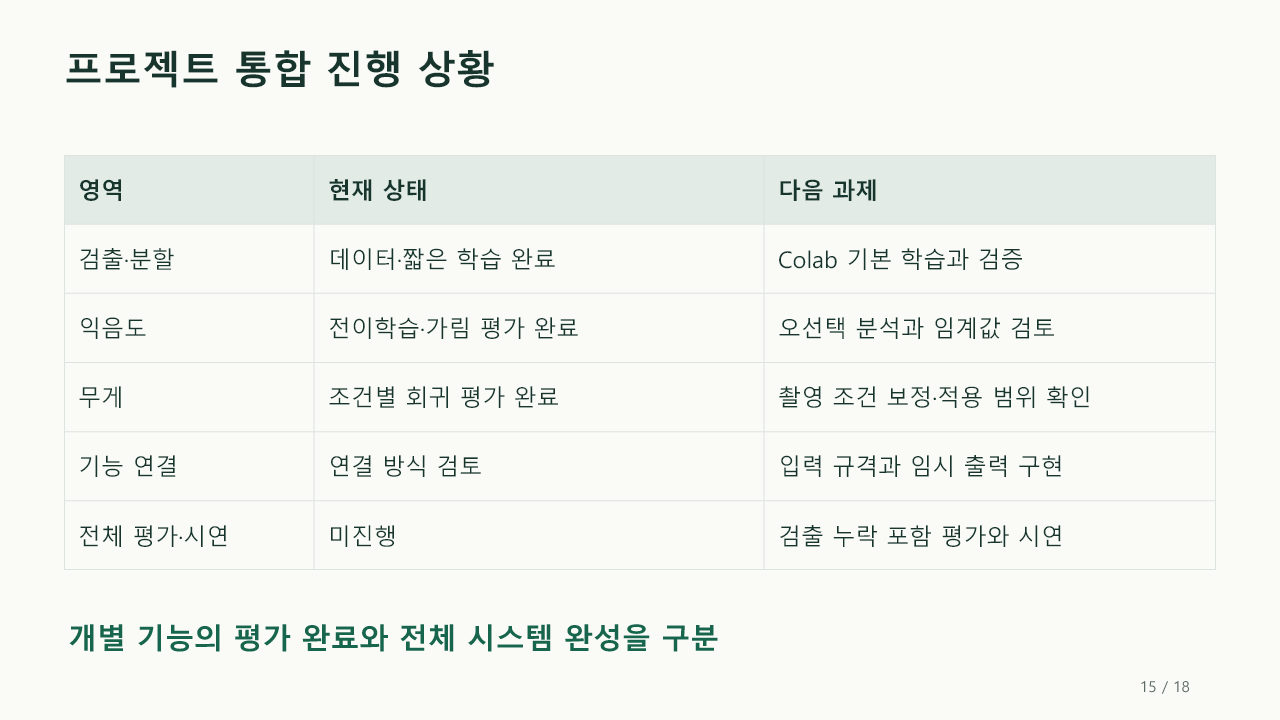 프로젝트 통합 진행 상황
영역 현재 상태 다음 과제
검출·분할 데이터·짧은 학습 완료 Colab 기본 학습과 검증
익음도 전이학습·가림 평가 완료 오선택 분석과 임계값 검토
무게 조건별 회귀 평가 완료 촬영 조건 보정·적용 범위 확인
기능 연결 연결 방식 검토 입력 규격과 임시 출력 구현
전체 평가·시연 미진행 검출 누락 포함 평가와 시연
개별 기능의 평가 완료와 전체 시스템 완성을 구분
15 / 18